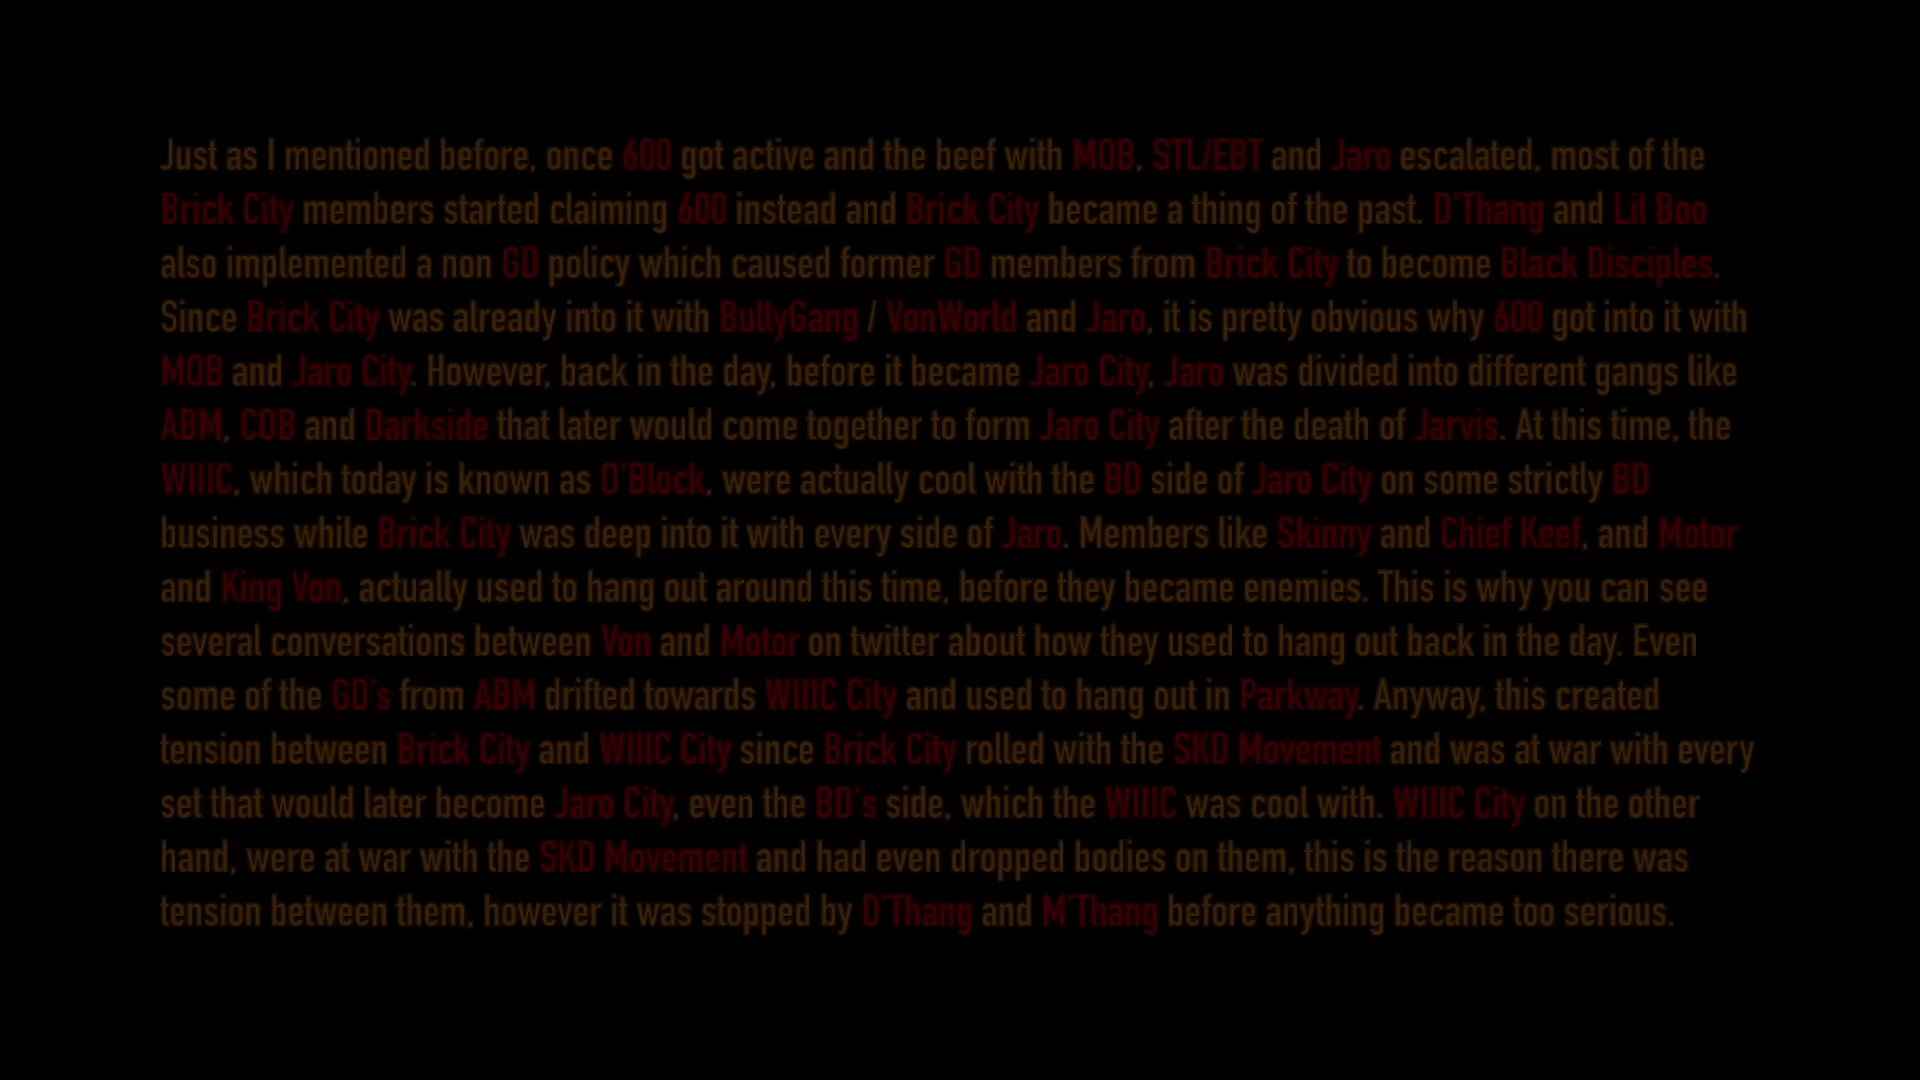 Just as I mentioned before, once 600 got active and the beef with MOB, STL/EBT and Jaro escalated, most of the
Brick City members started claiming 600 instead and Brick City became a thing of the past. D'Thang and Lil Boo
also implemented a non GD policy which caused former GD members from Brick City to become Black Disciples.
Since Brick City was already into it with BullyGang / VonWorld and Jaro, it is pretty obvious why 600 got into it with
MOB and Jaro City. However, back in the day, before it became Jaro City, Jaro was divided into different gangs like
ABM, COB and Darkside that later would come together to form Jaro City after the death of Jarvis. At this time, the
WIIIC, which today is known as O'Block, were actually cool with the BD side of Jaro City on some strictly BD
business while Brick City was deep into it with every side of Jaro. Members like Skinny and Chief Keef, and Motor
and King Von, actually used to hang out around this time, before they became enemies. This is why you can see
several conversations between Von and Motor on twitter about how they used to hang out back in the day. Even
some of the GD's from ABM drifted towards WIIIC City and used to hang out in Parkway. Anyway, this created
tension between Brick City and WIIIC City since Brick City rolled with the SKD Movement and was at war with every
set that would later become Jaro City, even the BD's side, which the WIIIC was cool with. WIIIC City on the other
hand, were at war with the SKD Movement and had even dropped bodies on them, this is the reason there was
tension between them, however it was stopped by D'Thang and M'Thang before anything became too serious.